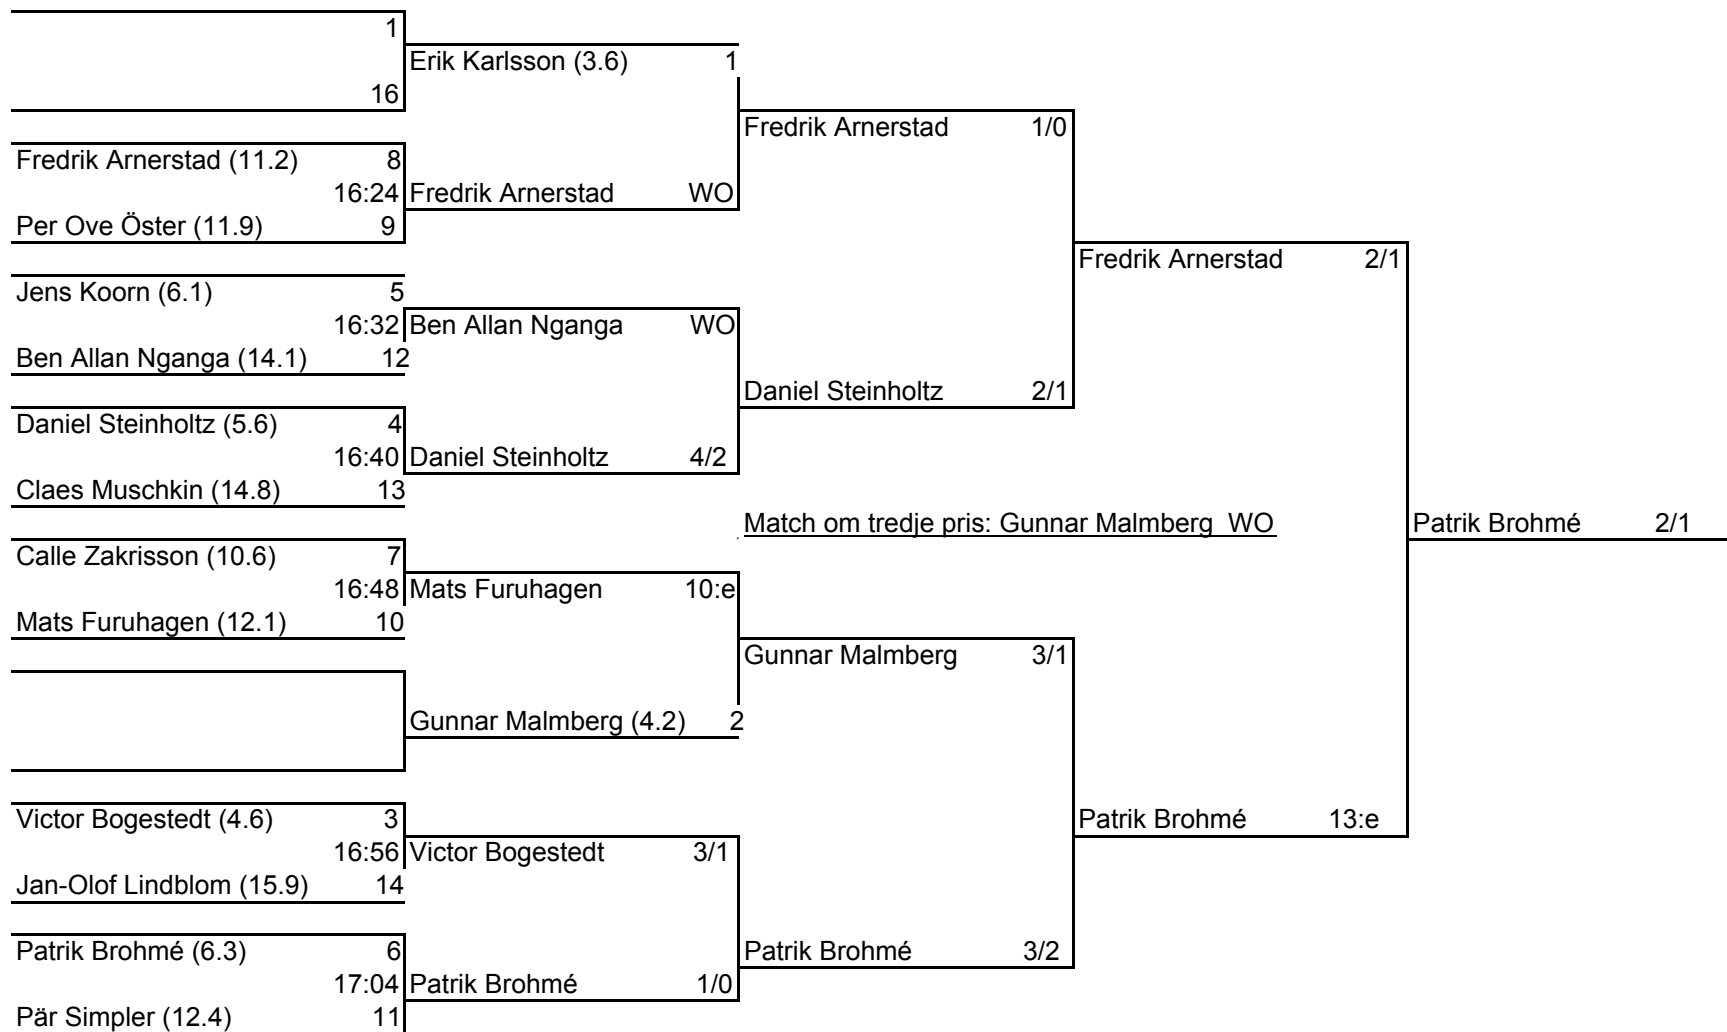 1
Erik Karlsson (3.6) 1
16
Fredrik Arnerstad 1/0
Fredrik Arnerstad (11.2) 8
16:24 Fredrik Arnerstad WO
Per Ove Öster (11.9) 9
Fredrik Arnerstad 2/1
Jens Koorn (6.1) 5
16:32 Ben Allan Nganga WO
Ben Allan Nganga (14.1) 12
Daniel Steinholtz 2/1
Daniel Steinholtz (5.6) 4
16:40 Daniel Steinholtz 4/2
Claes Muschkin (14.8) 13
Match om tredje pris: Gunnar Malmberg WO Patrik Brohmé 2/1
Calle Zakrisson (10.6) 7
16:48 Mats Furuhagen 10:e
Mats Furuhagen (12.1) 10
Gunnar Malmberg 3/1
Gunnar Malmberg (4.2) 2
Victor Bogestedt (4.6) 3 Patrik Brohmé 13:e
16:56 Victor Bogestedt 3/1
Jan-Olof Lindblom (15.9) 14
Patrik Brohmé (6.3) 6 Patrik Brohmé 3/2
17:04 Patrik Brohmé 1/0
Pär Simpler (12.4) 11